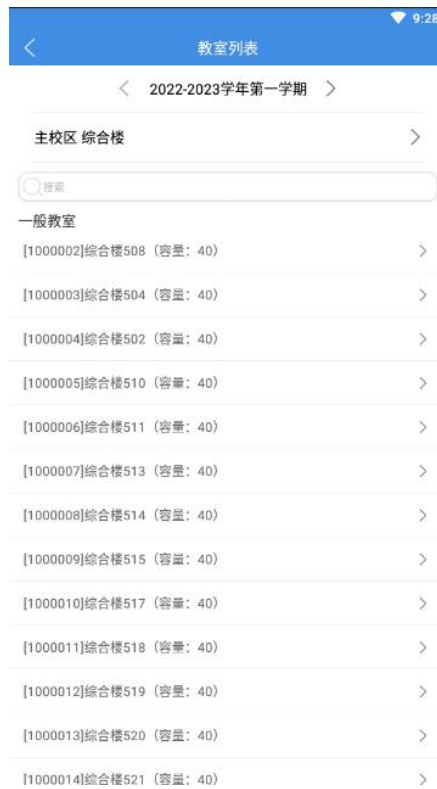 9:28
教室列表
2022-2023学年第一学期
主校区 综合楼
搜索
一般教室
[1000002]综合楼508（容量：40）
[1000003]综合楼504（容量：40）
[1000004]综合楼502（容量：40）
[1000005]综合楼510（容量：40）
[1000006]综合楼511（容量：40）
[1000007]综合楼513（容量：40）
[1000008]综合楼514（容量：40）
[1000009]综合楼515（容量：40）
[1000010]综合楼517（容量：40）
[1000011]综合楼518（容量：40）
[1000012]综合楼519（容量：40）
[1000013]综合楼520（容量：40）
[1000014]综合楼521（容量：40）